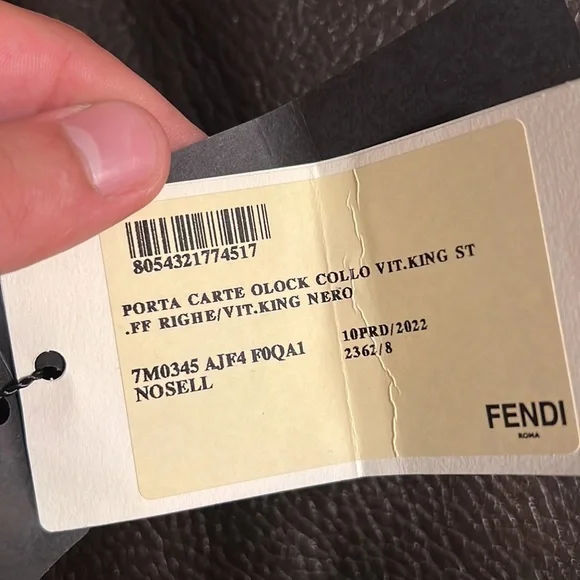 8054321774517
PORTA CARTE OLOCK COLLO VIT.KING ST
.FF RIGHE/VIT.KING NERO
7M0345 AJF4 F0QA1
NOSELL
10PRD/2022
2362/8
FENDI
ROMA